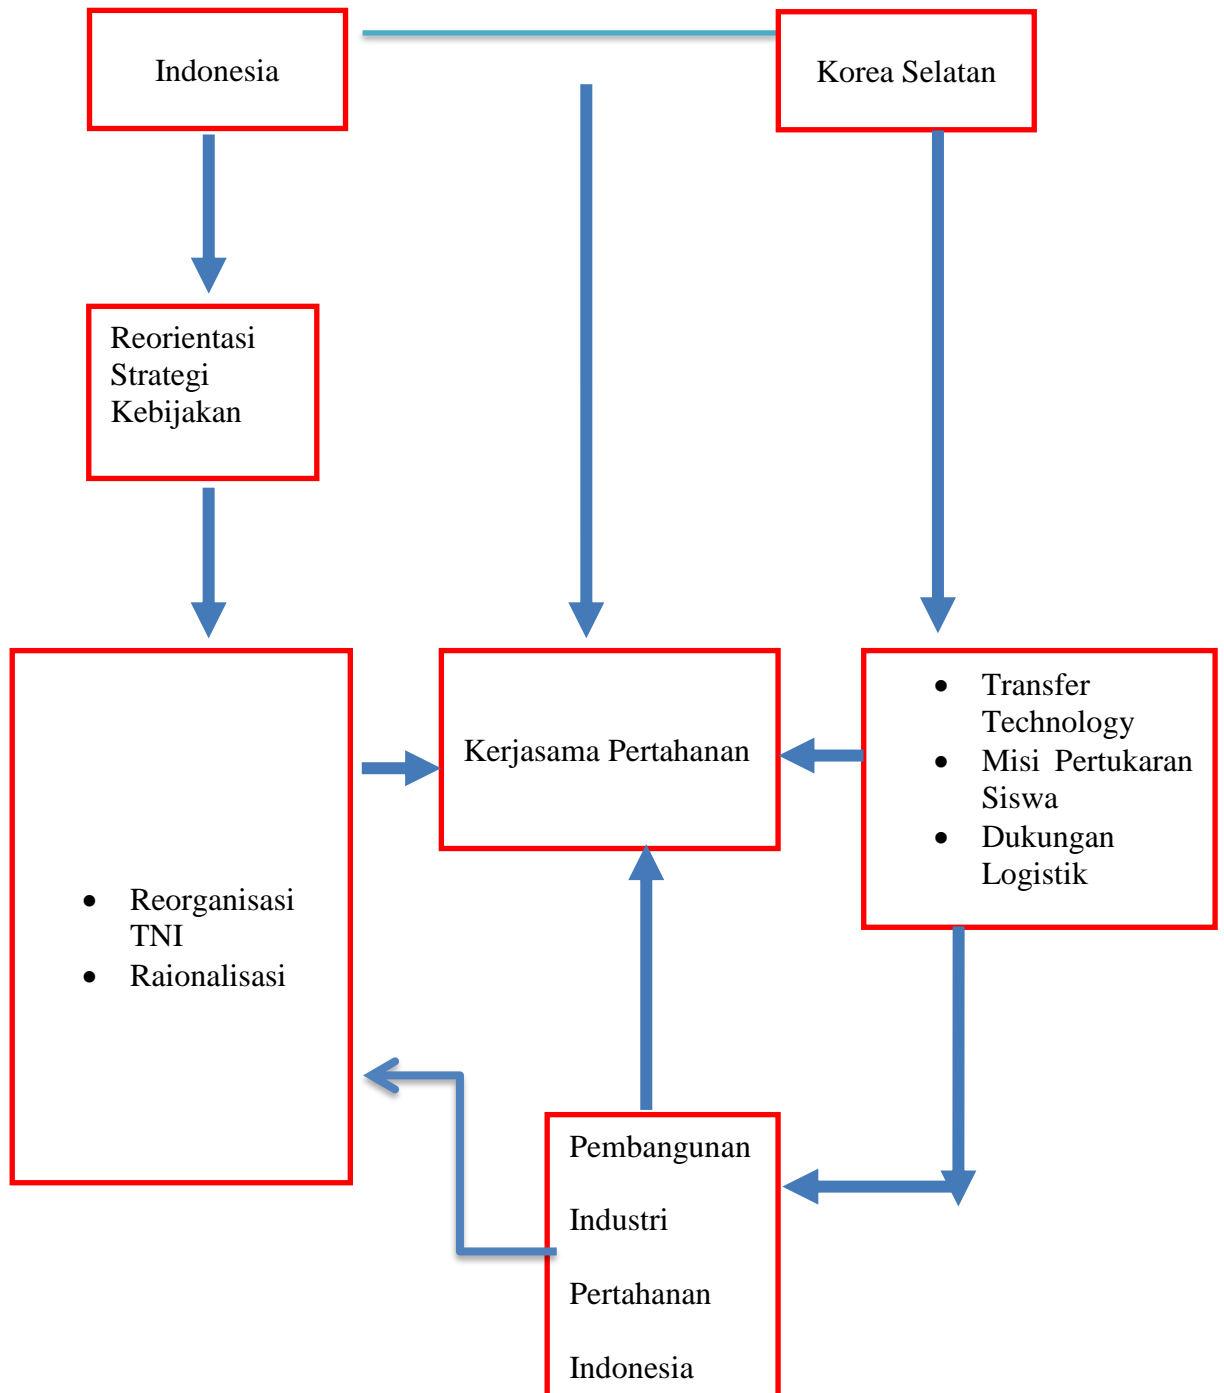 Indonesia
Korea Selatan
Reorientasi
Strategi
Kebijakan
Kerjasama Pertahanan
• Transfer
Technology
• Misi Pertukaran
Siswa
• Dukungan
Logistik
• Reorganisasi
TNI
• Raionalisasi
Pembangunan
Industri
Pertahanan
Indonesia